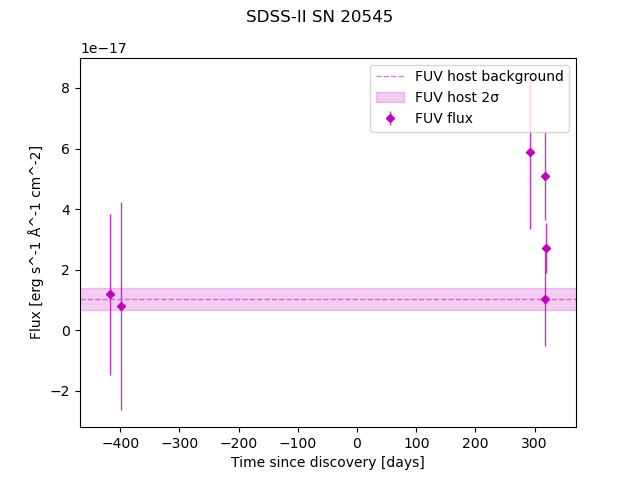 SDSS-II SN 20545
1e−17
FUV host background
FUV host 2σ
FUV flux
8
6
4
2
0
−2
Flux [erg s^-1 Å^-1 cm^-2]
−400 −300 −200 −100 0 100 200 300
Time since discovery [days]